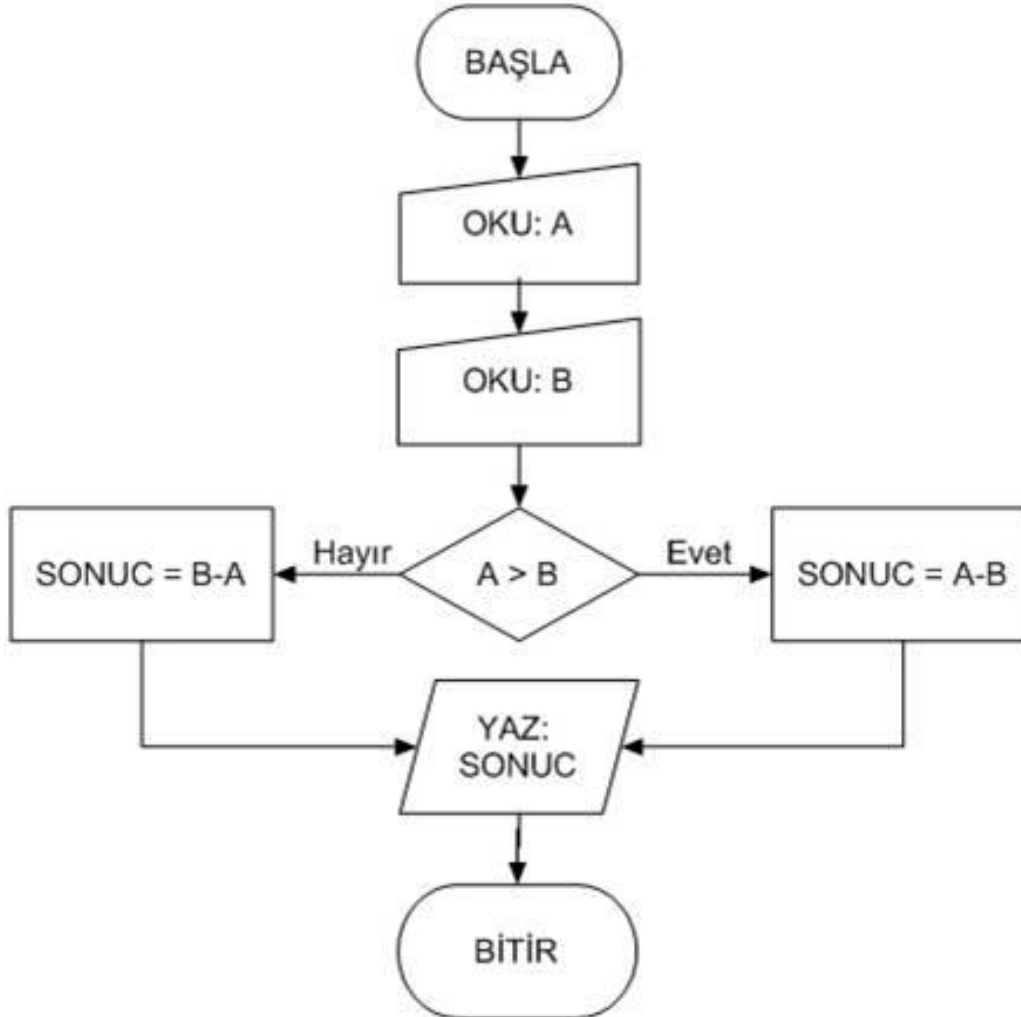 BAŞLA
OKU: A
OKU: B
Hayır
Evet
SONUC = B-A
A > B
SONUC = A-B
YAZ:
SONUC
BİTİR